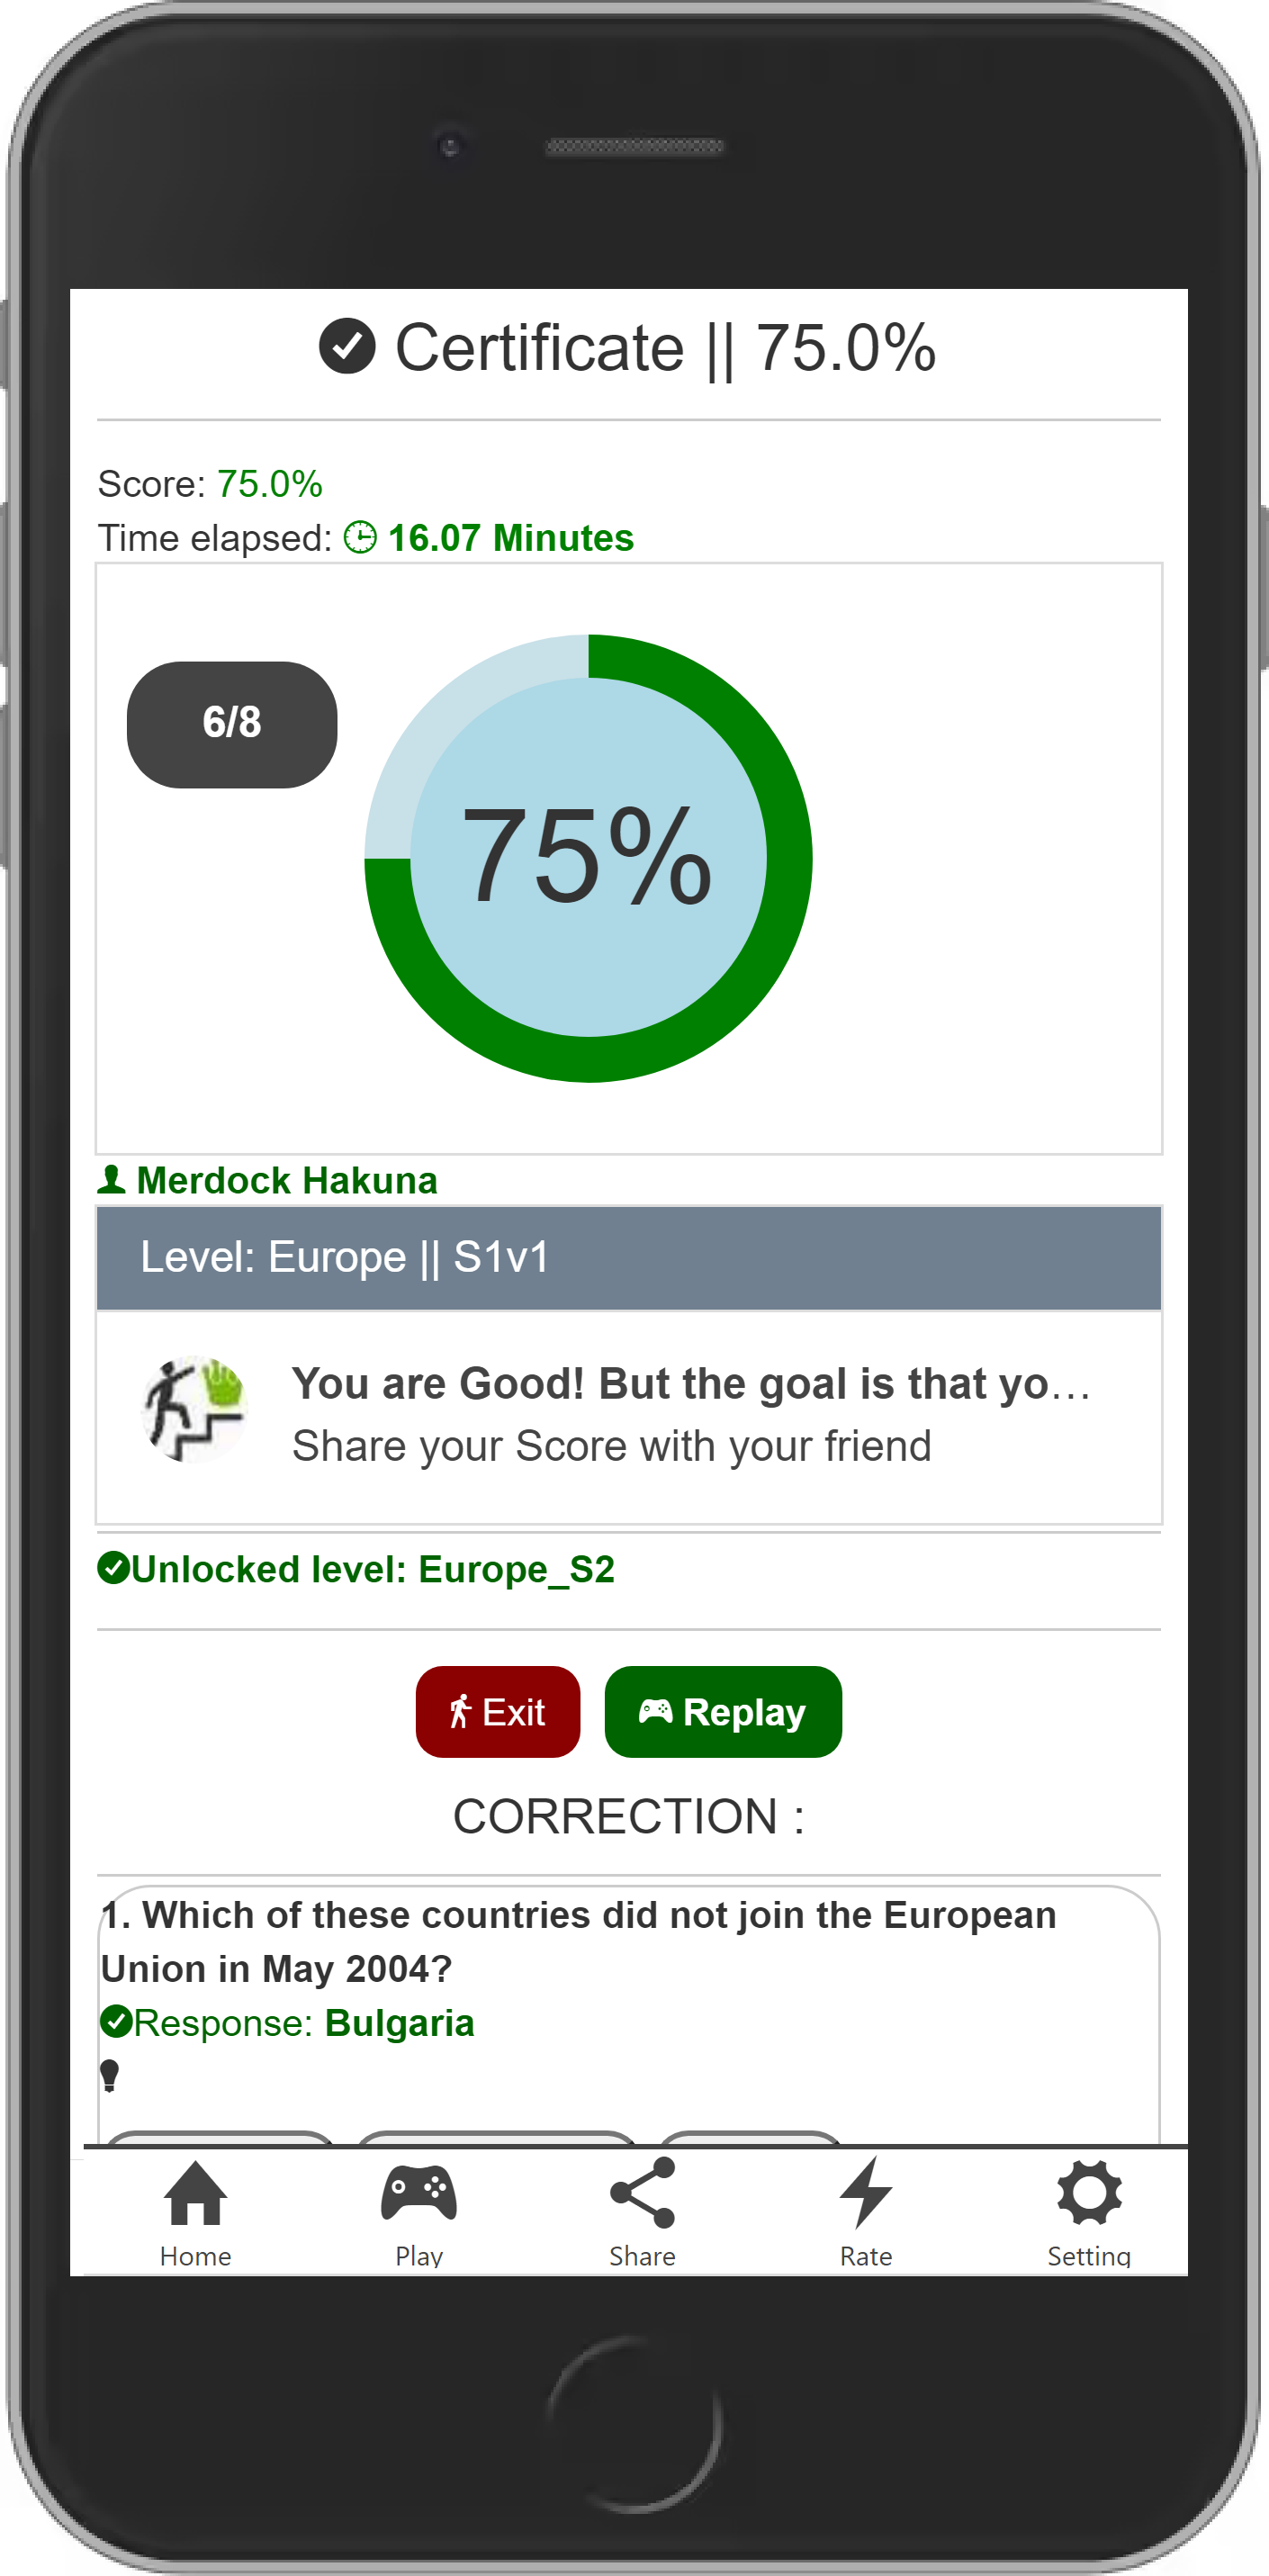 Certificate || 75.0%
Score: 75.0%
Time elapsed: 16.07 Minutes
6/8
75%
Merdock Hakuna
Level: Europe || S1v1
You are Good! But the goal is that yo...
Share your Score with your friend
Unlocked level: Europe_S2
Exit Replay
CORRECTION :
1. Which of these countries did not join the European
Union in May 2004?
Response: Bulgaria
Home Play Share Rate Setting